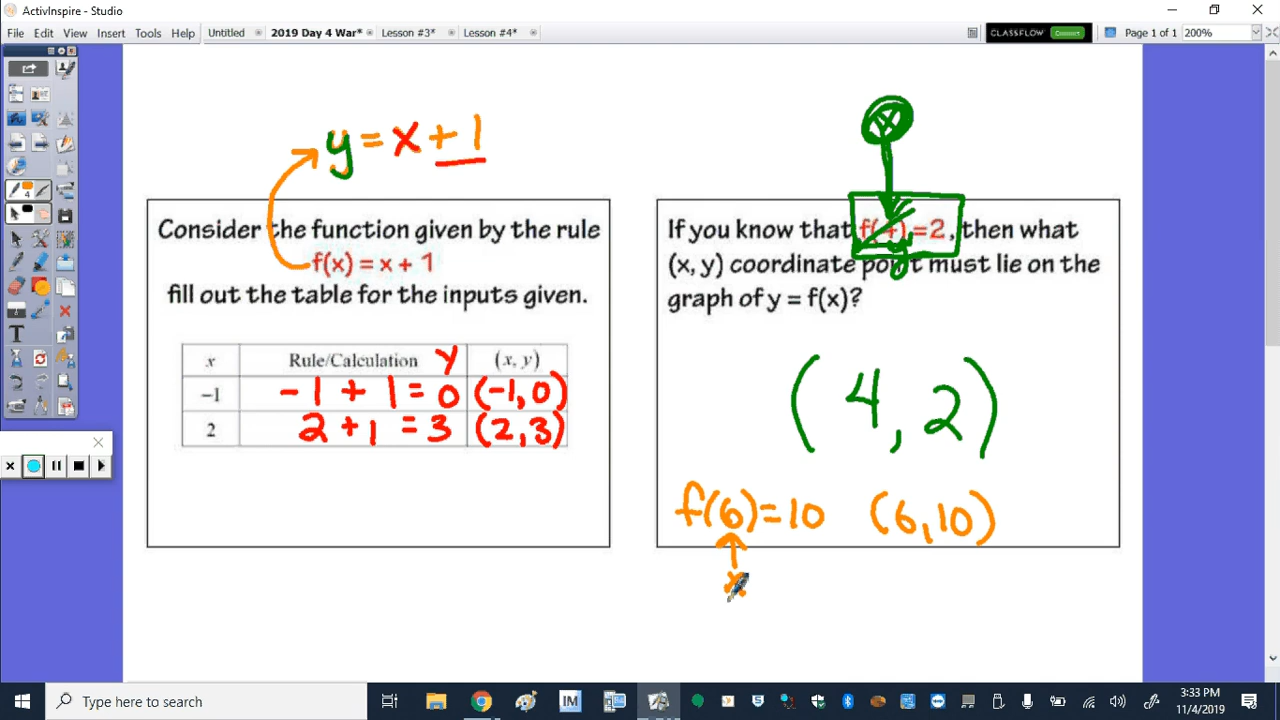 ActivInspire - Studio
File Edit View Insert Tools Help Untitled 2019 Day 4 War* Lesson #3* Lesson #4* CLASSFLOW Connect Page 1 of 1 200%
4
y = x + 1
Consider the function given by the rule
f(x) = x + 1
fill out the table for the inputs given.
x Rule/Calculation y (x, y)
-1 -1 + 1 = 0 (-1,0)
2 2 + 1 = 3 (2,3)
If you know that f(4)=2, then what
(x, y) coordinate point must lie on the
graph of y = f(x)?
(4,2)
f(6)=10 (6,10)
x
Type here to search
IM
3:33 PM
11/4/2019